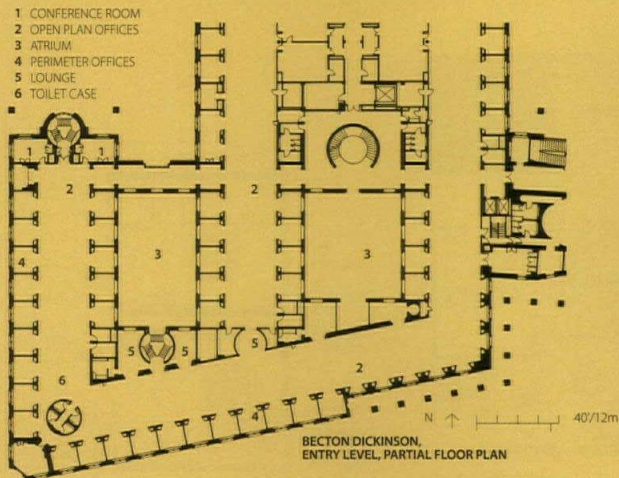 1 CONFERENCE ROOM
2 OPEN PLAN OFFICES
3 ATRIUM
4 PERIMETER OFFICES
5 LOUNGE
6 TOILET CASE
1 1
2 2
4 3 3
5 5 5
6 2
4
N 40'/12m
BECTON DICKINSON,
ENTRY LEVEL, PARTIAL FLOOR PLAN